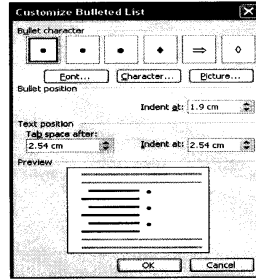 Customize Bulleted List
Bullet character
Font... Character... Picture...
Bullet position
Indent at: 1.9 cm
Text position
Tab space after:
2.54 cm Indent at: 2.54 cm
Preview
OK Cancel